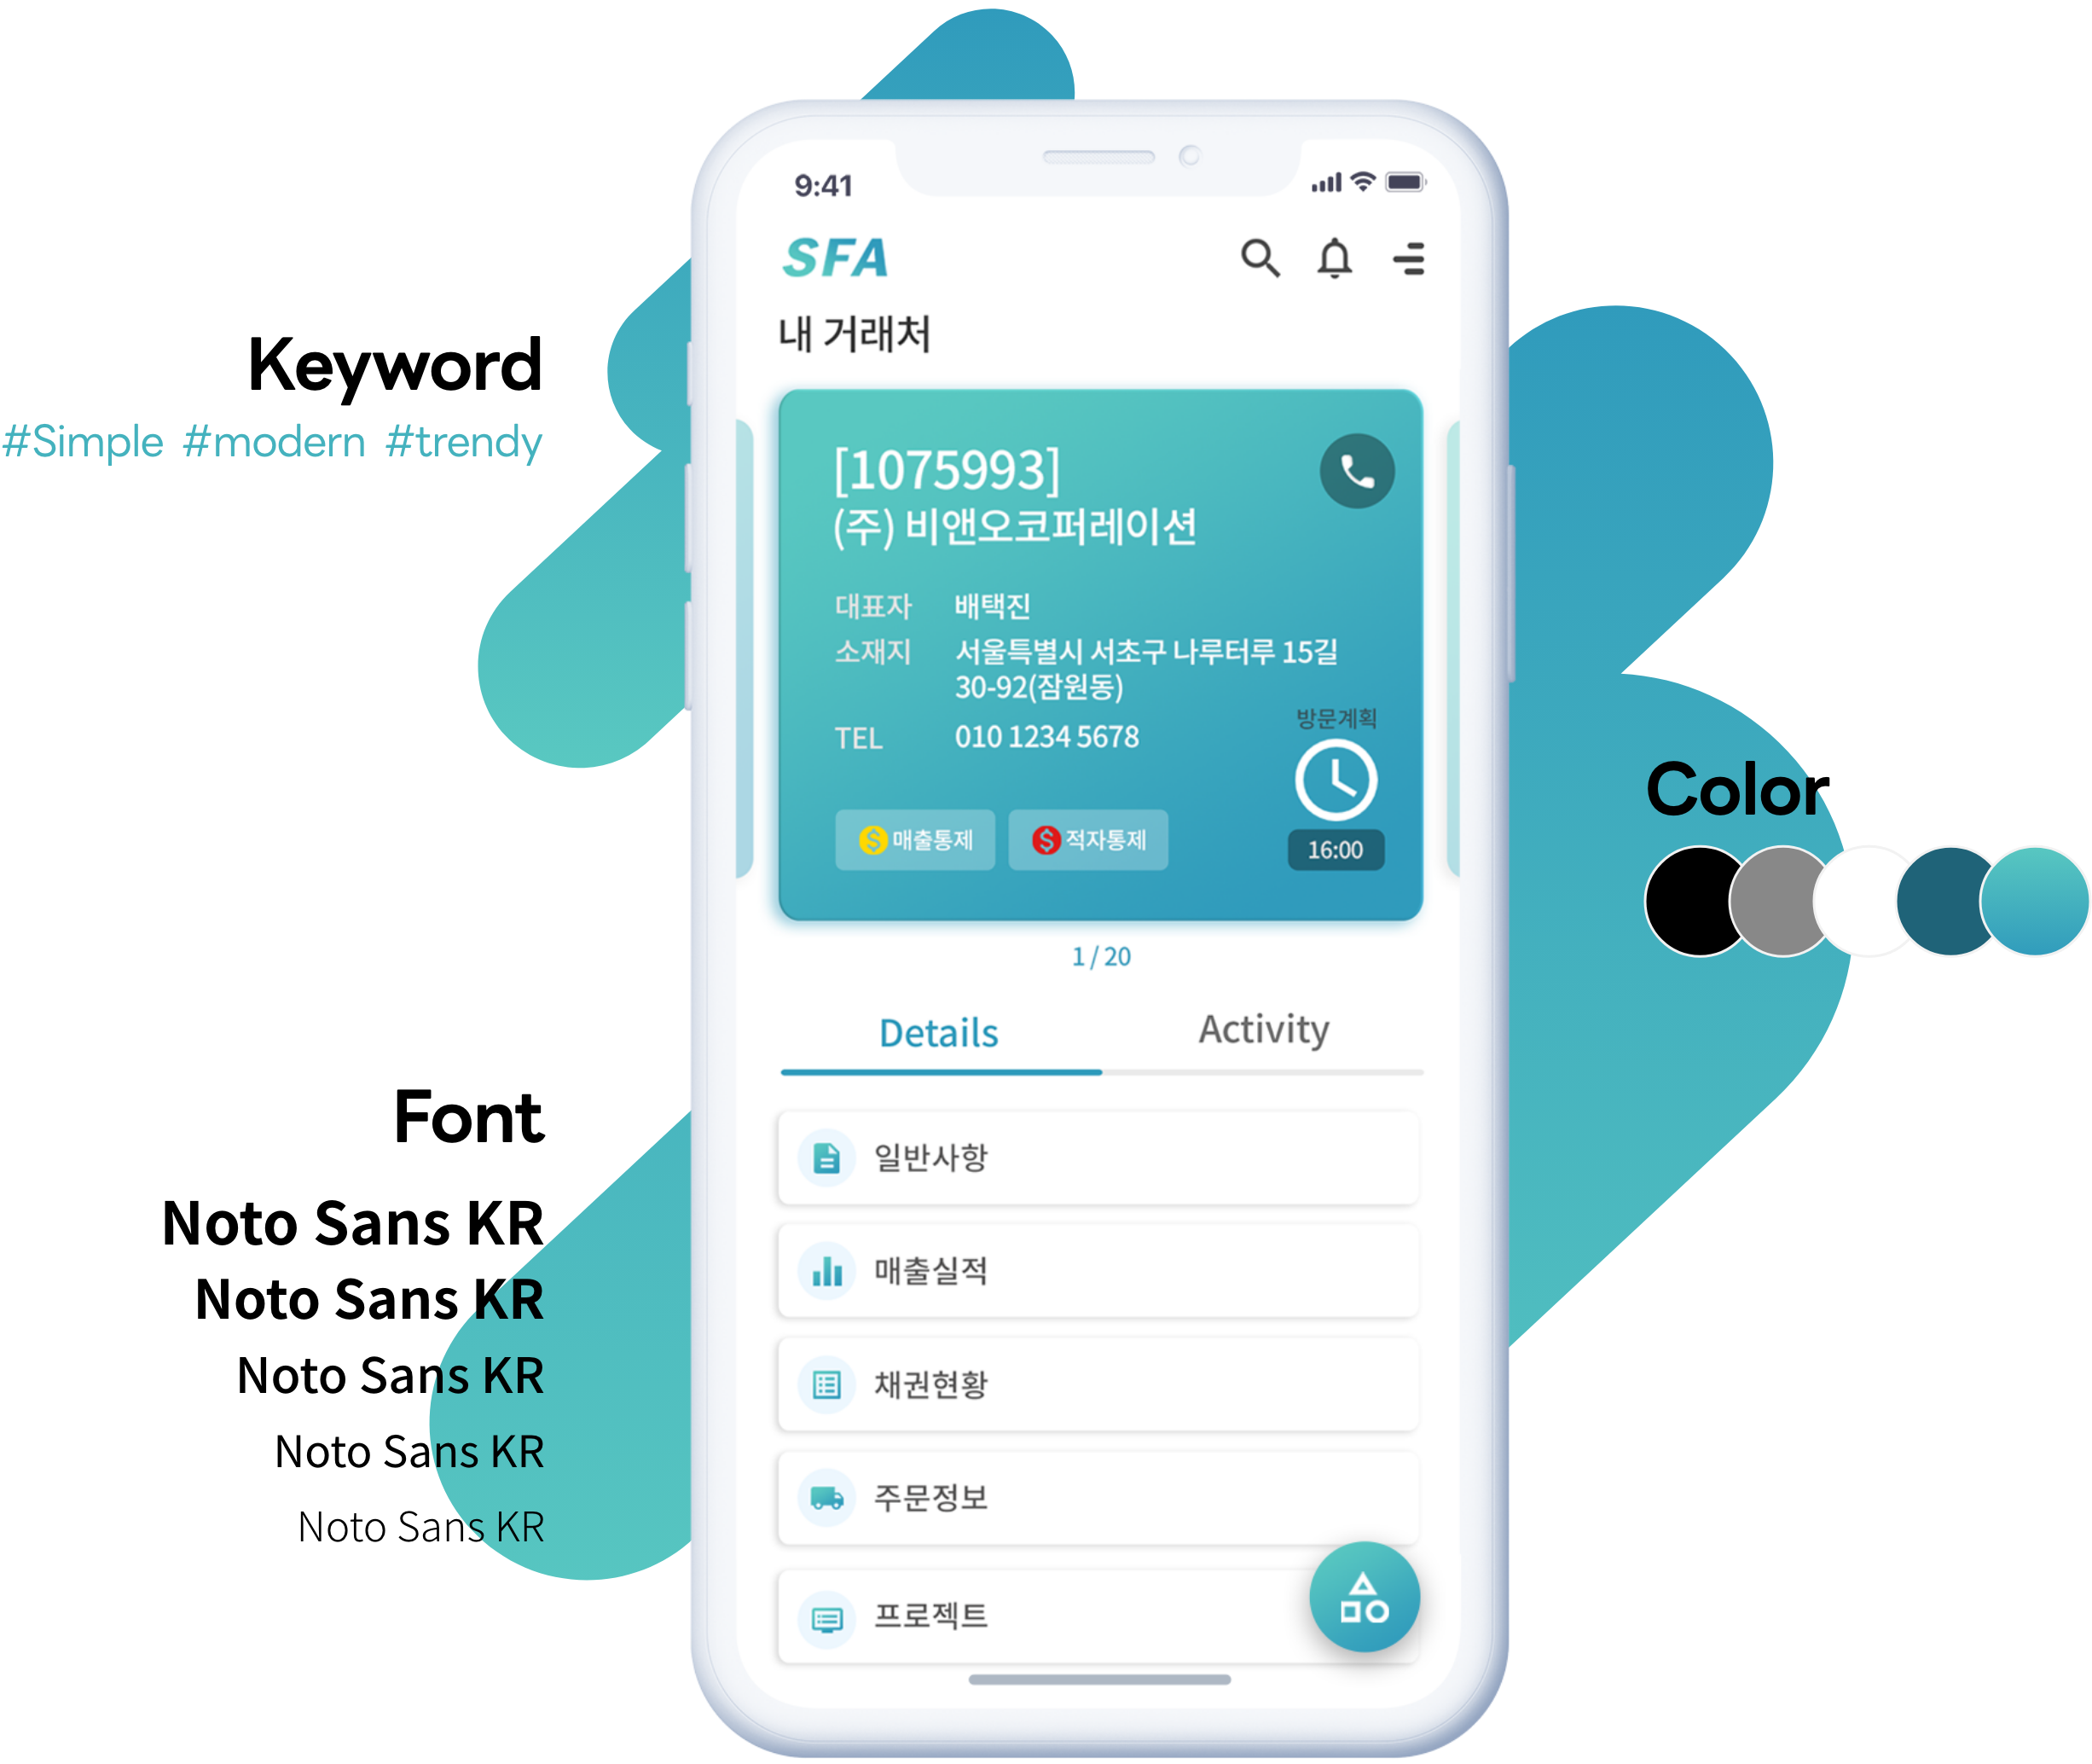 Keyword
#Simple #modern #trendy
Font
Noto Sans KR
Noto Sans KR
Noto Sans KR
Noto Sans KR
Noto Sans KR
9:41
SFA
내 거래처
[1075993]
(주) 비앤오코퍼레이션
대표자 배택진
소재지 서울특별시 서초구 나루터루 15길
30-92(잠원동)
TEL 010 1234 5678
방문계획
16:00
매출통제 적자통제
1 / 20
Details Activity
일반사항
매출실적
채권현황
주문정보
프로젝트
Color